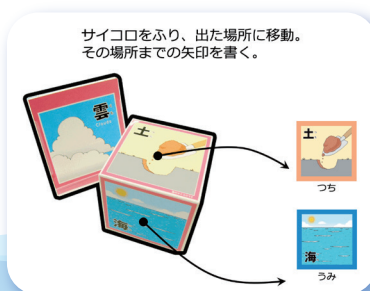 サイコロをふり、出た場所に移動。
その場所までの矢印を書く。
雲
土
海
土
つち
海
うみ